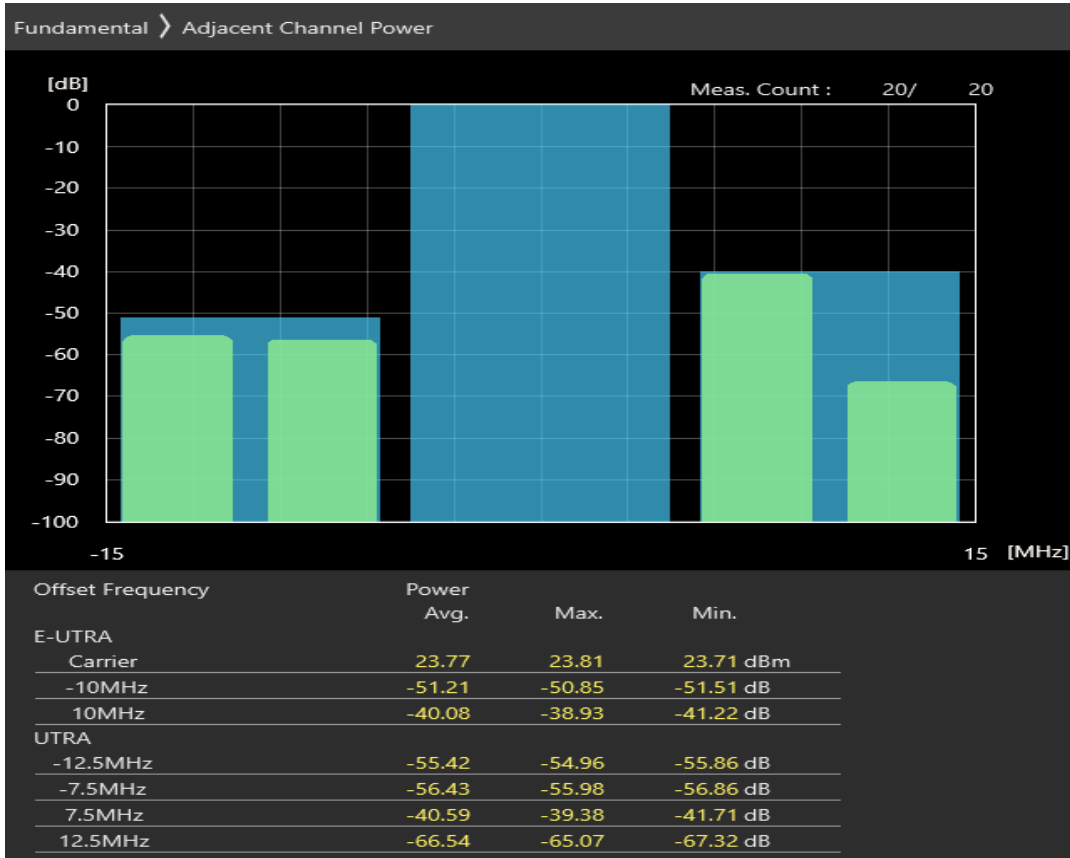 Fundamental 〉 Adjacent Channel Power
[dB]
Meas. Count : 20/ 20
0
-10
-20
-30
-40
-50
-60
-70
-80
-90
-100
-15 15 [MHz]
Offset Frequency Power
Avg. Max. Min.
E-UTRA
Carrier 23.77 23.81 23.71 dBm
-10MHz -51.21 -50.85 -51.51 dB
10MHz -40.08 -38.93 -41.22 dB
UTRA
-12.5MHz -55.42 -54.96 -55.86 dB
-7.5MHz -56.43 -55.98 -56.86 dB
7.5MHz -40.59 -39.38 -41.71 dB
12.5MHz -66.54 -65.07 -67.32 dB